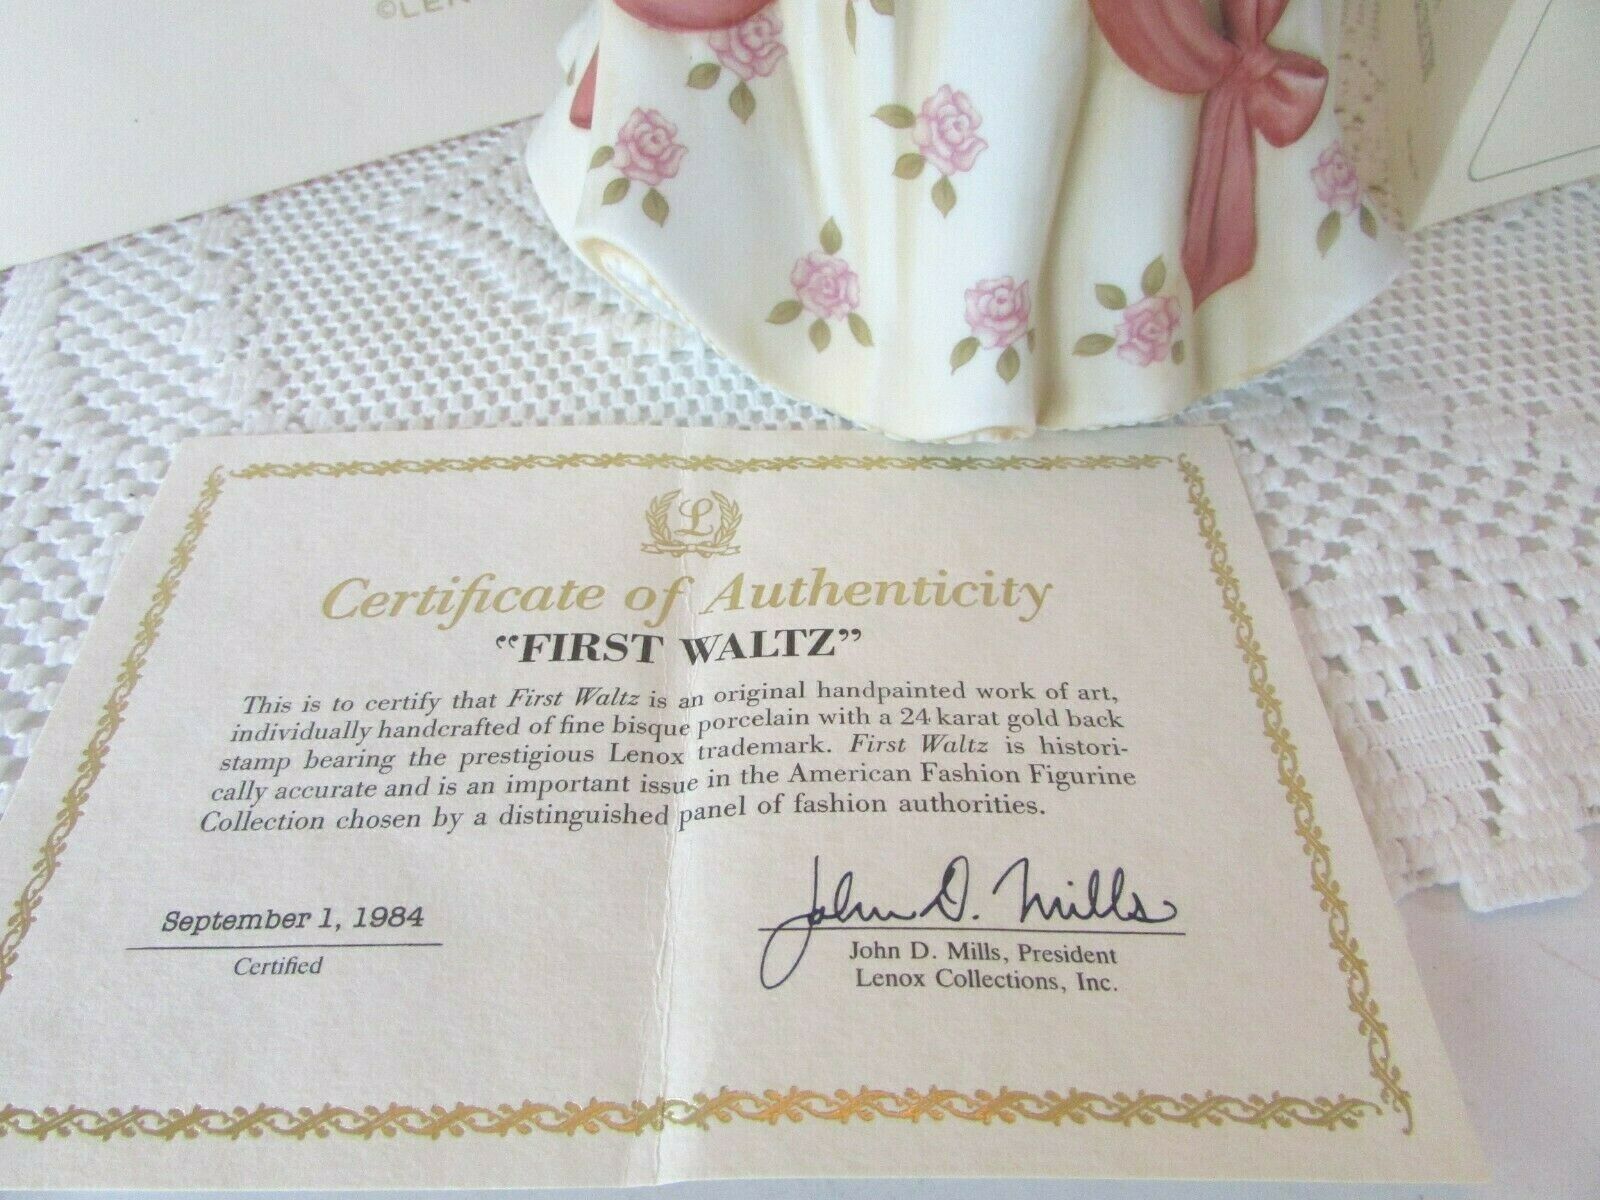 ©LEN
L
Certificate of Authenticity
“FIRST WALTZ”
This is to certify that First Waltz is an original handpainted work of art,
individually handcrafted of fine bisque porcelain with a 24 karat gold back
stamp bearing the prestigious Lenox trademark. First Waltz is histori-
cally accurate and is an important issue in the American Fashion Figurine
Collection chosen by a distinguished panel of fashion authorities.
September 1, 1984
Certified
John D. Mills
John D. Mills, President
Lenox Collections, Inc.